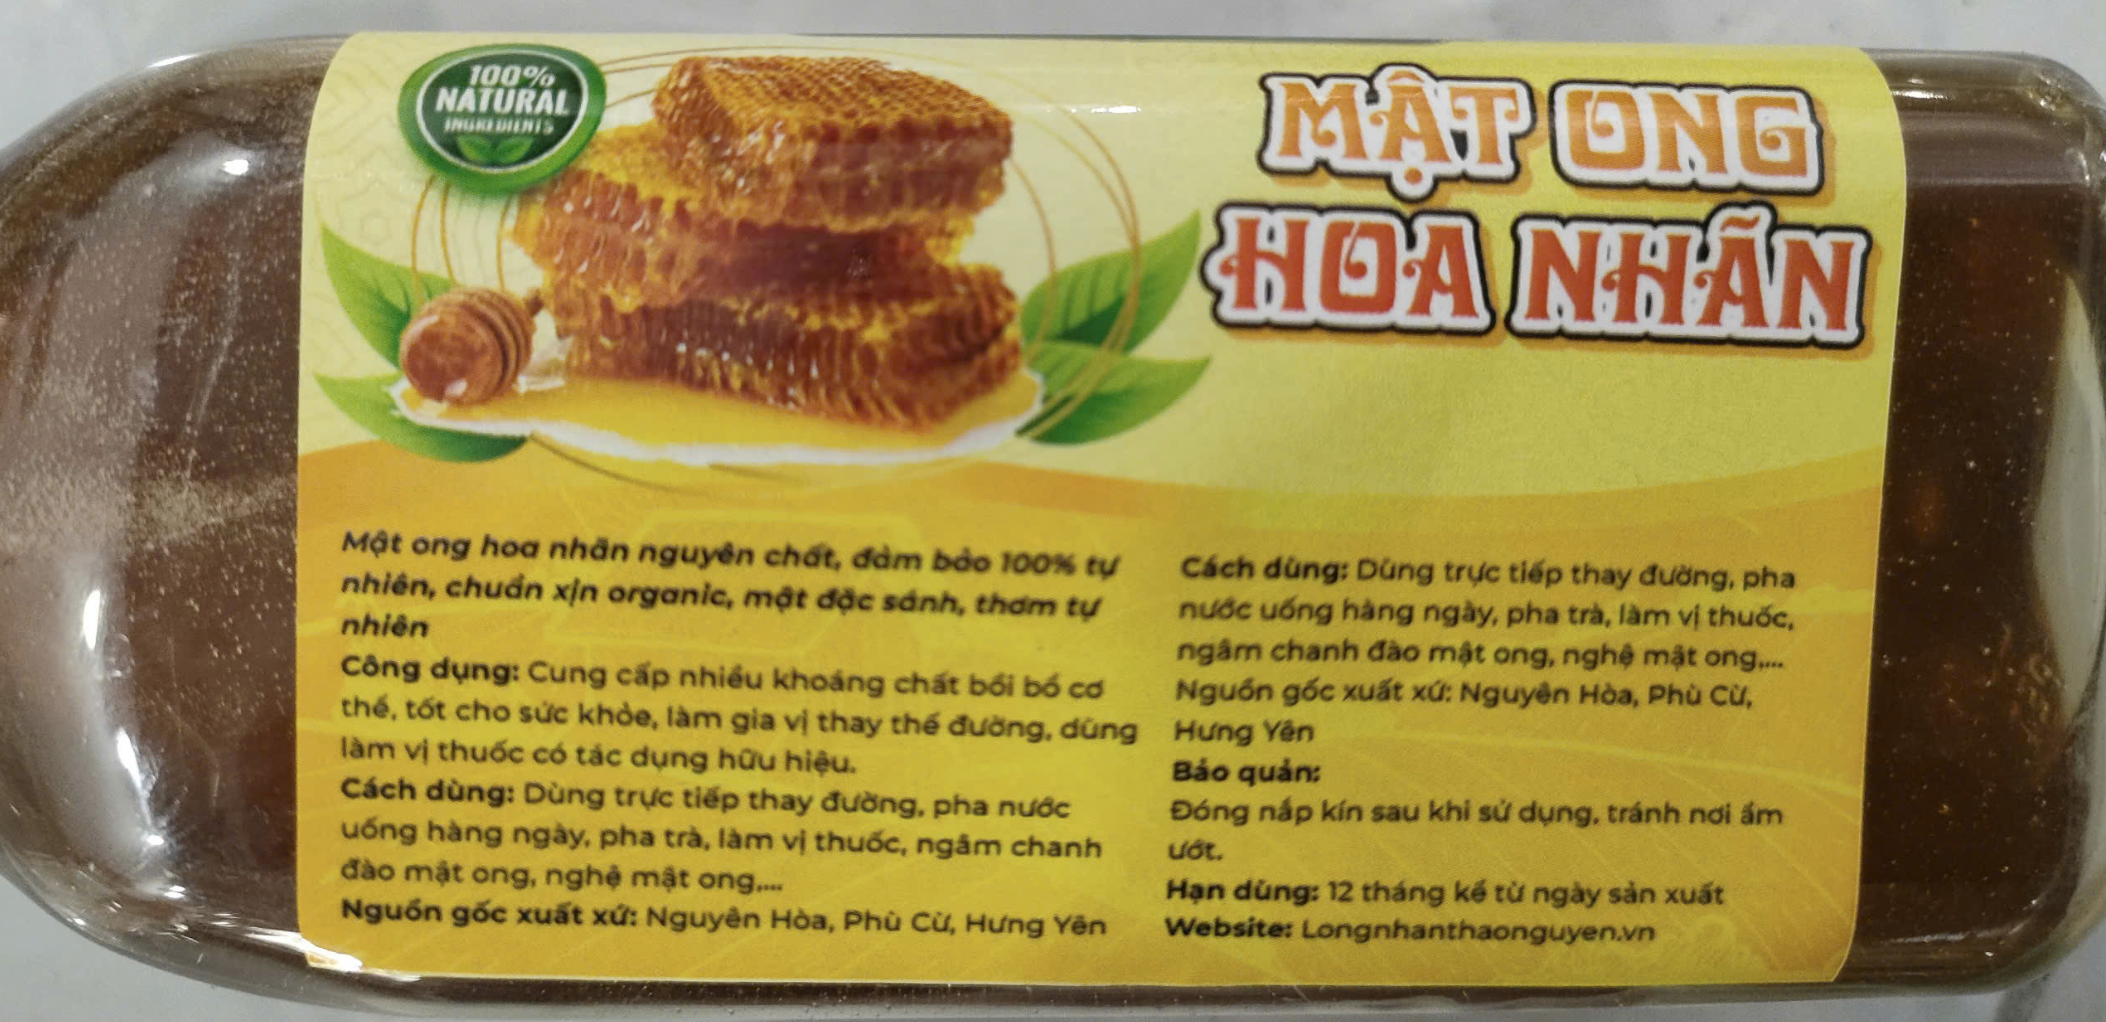 100%
NATURAL
INGREDIENTS
MẬT ONG
HOA NHÃN
Mật ong hoa nhãn nguyên chất, đảm bảo 100% tự
nhiên, chuẩn xịn organic, mật đặc sánh, thơm tự
nhiên
Công dụng: Cung cấp nhiều khoáng chất bồi bổ cơ
thể, tốt cho sức khỏe, làm gia vị thay thế đường, dùng
làm vị thuốc có tác dụng hữu hiệu.
Cách dùng: Dùng trực tiếp thay đường, pha nước
uống hàng ngày, pha trà, làm vị thuốc, ngâm chanh
đào mật ong, nghệ mật ong,...
Nguồn gốc xuất xứ: Nguyên Hòa, Phù Cừ, Hưng Yên
Cách dùng: Dùng trực tiếp thay đường, pha
nước uống hàng ngày, pha trà, làm vị thuốc,
ngâm chanh đào mật ong, nghệ mật ong,...
Nguồn gốc xuất xứ: Nguyên Hòa, Phù Cừ,
Hưng Yên
Bảo quản:
Đóng nắp kín sau khi sử dụng, tránh nơi ẩm
ướt.
Hạn dùng: 12 tháng kể từ ngày sản xuất
Website: Longnhanthaonguyen.vn